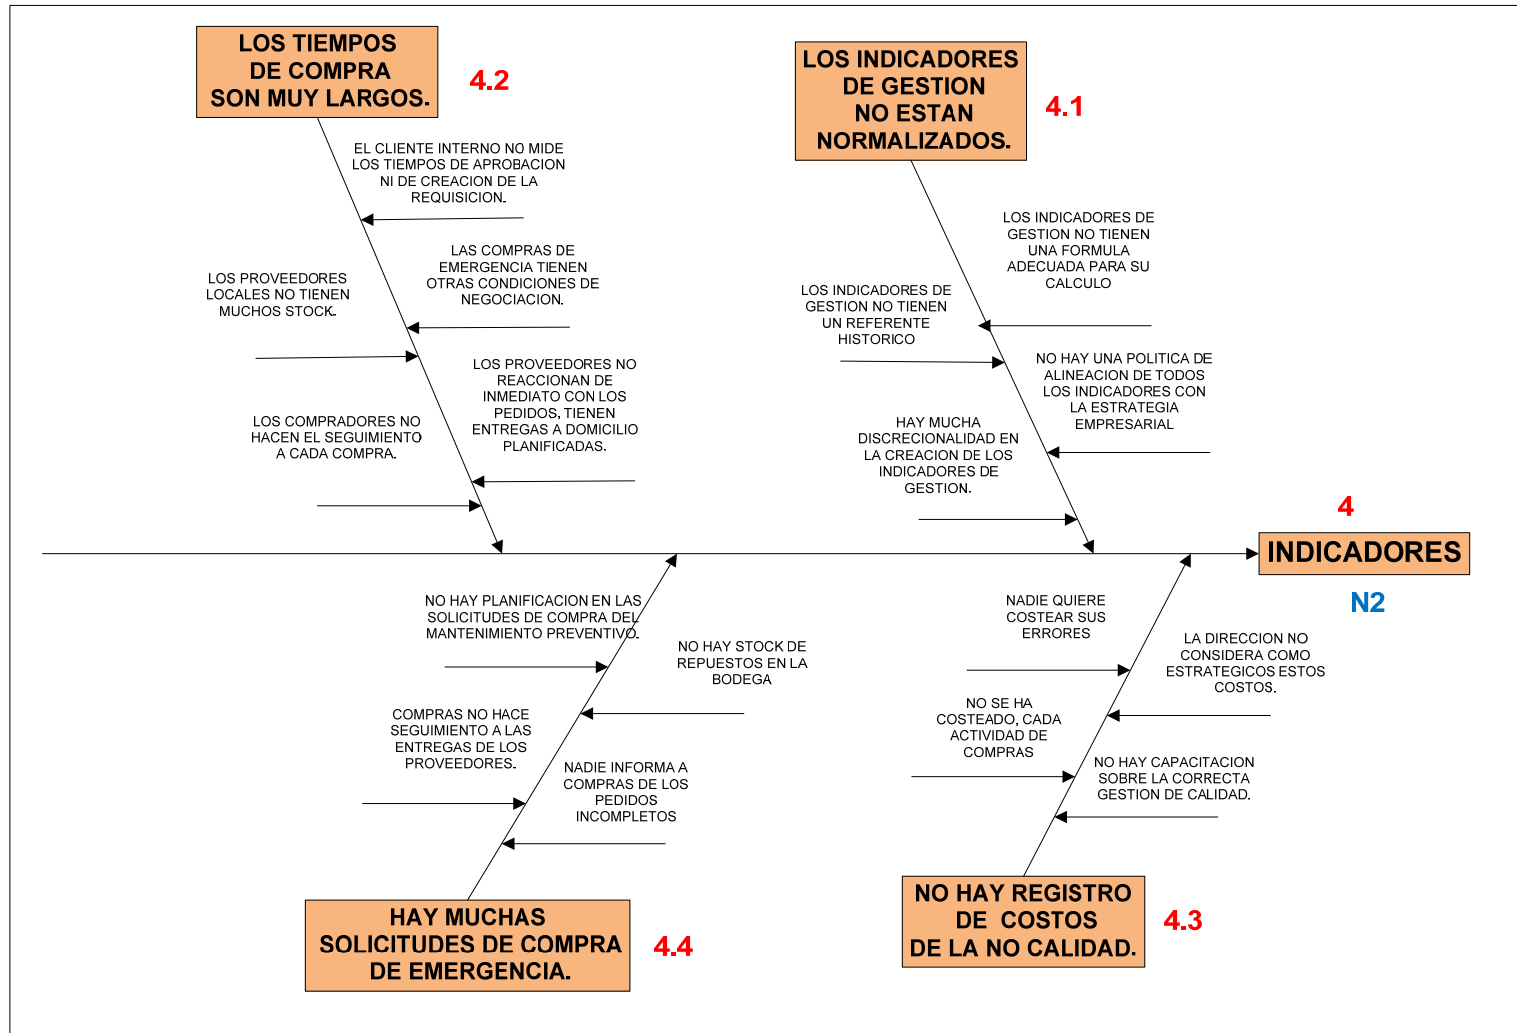 LOS TIEMPOS
DE COMPRA
SON MUY LARGOS.
4.2
EL CLIENTE INTERNO NO MIDE
LOS TIEMPOS DE APROBACION
NI DE CREACION DE LA
REQUISICION.
LAS COMPRAS DE
EMERGENCIA TIENEN
OTRAS CONDICIONES DE
NEGOCIACION.
LOS PROVEEDORES
LOCALES NO TIENEN
MUCHOS STOCK.
LOS PROVEEDORES NO
REACCIONAN DE
INMEDIATO CON LOS
PEDIDOS, TIENEN
ENTREGAS A DOMICILIO
PLANIFICADAS.
LOS COMPRADORES NO
HACEN EL SEGUIMIENTO
A CADA COMPRA.
LOS INDICADORES
DE GESTION
NO ESTAN
NORMALIZADOS.
4.1
LOS INDICADORES DE
GESTION NO TIENEN
UNA FORMULA
ADECUADA PARA SU
CALCULO
LOS INDICADORES DE
GESTION NO TIENEN
UN REFERENTE
HISTORICO
NO HAY UNA POLITICA DE
ALINEACION DE TODOS
LOS INDICADORES CON
LA ESTRATEGIA
EMPRESARIAL
HAY MUCHA
DISCRECIONALIDAD EN
LA CREACION DE LOS
INDICADORES DE
GESTION.
4
INDICADORES
N2
NO HAY PLANIFICACION EN LAS
SOLICITUDES DE COMPRA DEL
MANTENIMIENTO PREVENTIVO.
NO HAY STOCK DE
REPUESTOS EN LA
BODEGA
COMPRAS NO HACE
SEGUIMIENTO A LAS
ENTREGAS DE LOS
PROVEEDORES.
NADIE INFORMA A
COMPRAS DE LOS
PEDIDOS
INCOMPLETOS
HAY MUCHAS
SOLICITUDES DE COMPRA
DE EMERGENCIA.
4.4
NADIE QUIERE
COSTEAR SUS
ERRORES
LA DIRECCION NO
CONSIDERA COMO
ESTRATEGICOS ESTOS
COSTOS.
NO SE HA
COSTEADO, CADA
ACTIVIDAD DE
COMPRAS
NO HAY CAPACITACION
SOBRE LA CORRECTA
GESTION DE CALIDAD.
NO HAY REGISTRO
DE COSTOS
DE LA NO CALIDAD.
4.3